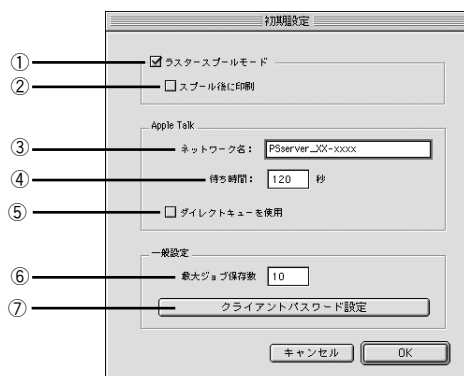 初期設定
① ラスタースプールモード
② スプール後に印刷
Apple Talk
③ ネットワーク名： PSserver_XX-xxxx
④ 待ち時間： 120 秒
⑤ ダイレクトキューを使用
一般設定
⑥ 最大ジョブ保存数 10
⑦ クライアントパスワード設定
キャンセル OK